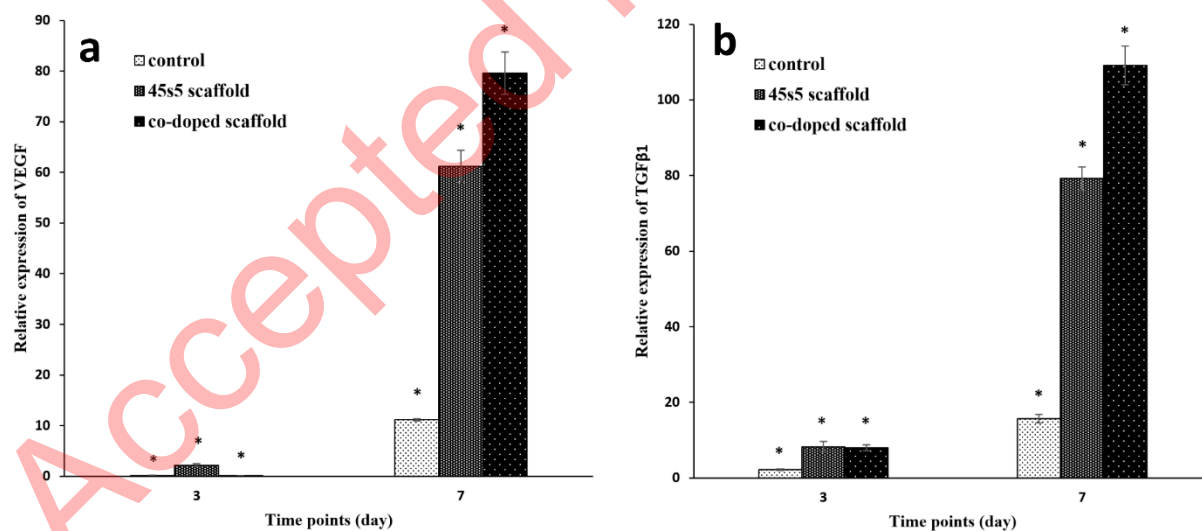 a
control
45s5 scaffold
co-doped scaffold
Relative expression of VEGF
90
80
70
60
50
40
30
20
10
0
* * *
* * *
3 7
Time points (day)
b
control
45s5 scaffold
co-doped scaffold
Relative expression of TGFβ1
120
100
80
60
40
20
0
* * *
* * *
3 7
Time points (day)
Accepted